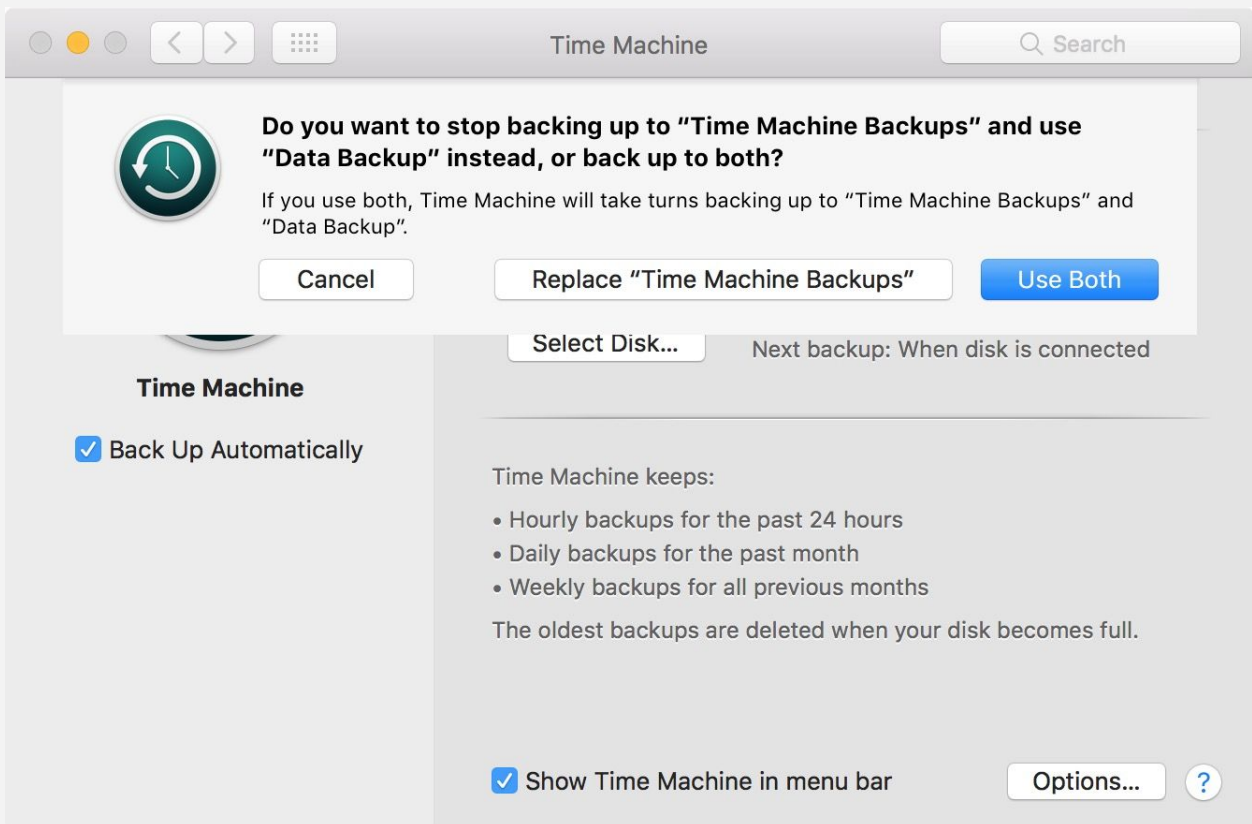 Time Machine
Search
Do you want to stop backing up to “Time Machine Backups” and use
“Data Backup” instead, or back up to both?
If you use both, Time Machine will take turns backing up to “Time Machine Backups” and
“Data Backup”.
Cancel
Replace “Time Machine Backups”
Use Both
Select Disk...
Next backup: When disk is connected
Time Machine
Back Up Automatically
Time Machine keeps:
• Hourly backups for the past 24 hours
• Daily backups for the past month
• Weekly backups for all previous months
The oldest backups are deleted when your disk becomes full.
Show Time Machine in menu bar
Options...
?